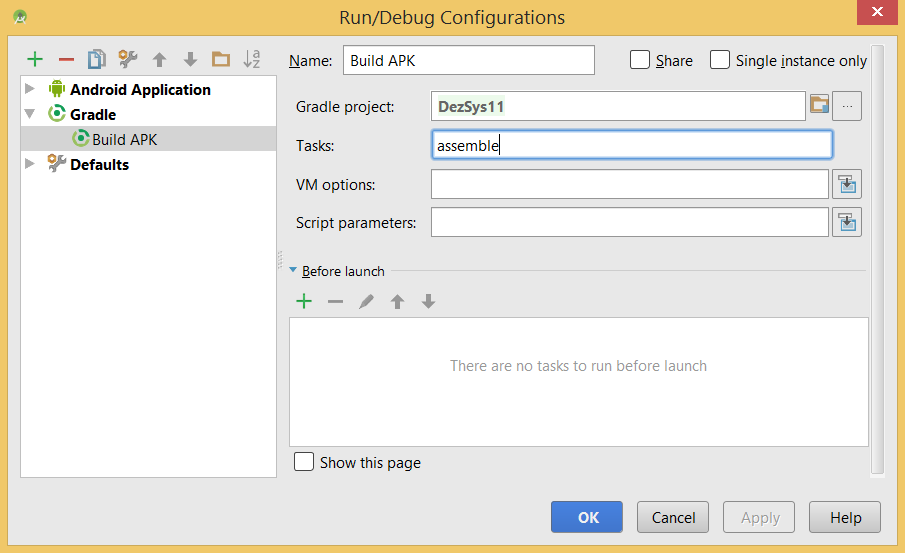 Run/Debug Configurations
Name: Build APK Share Single instance only
Android Application
Gradle
Build APK
Defaults
Gradle project: DezSys11 ...
Tasks: assemble
VM options:
Script parameters:
Before launch
There are no tasks to run before launch
Show this page
OK Cancel Apply Help